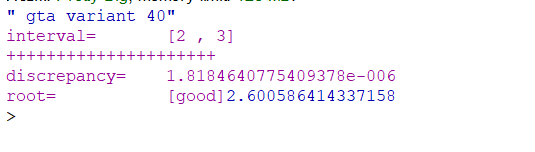 " gta variant 40"
interval= [2 , 3]
++++++++++++++++++++
discrepancy= 1.8184640775409378e-006
root= [good]2.600586414337158
>